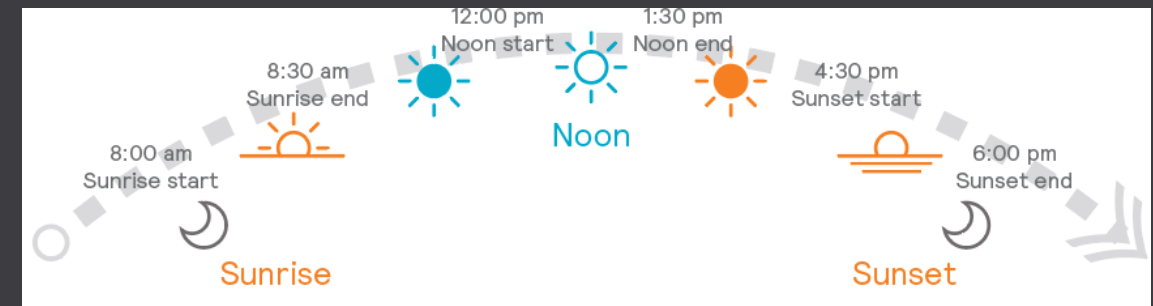 8:00 am
Sunrise start
8:30 am
Sunrise end
12:00 pm
Noon start
1:30 pm
Noon end
4:30 pm
Sunset start
6:00 pm
Sunset end
Sunrise
Noon
Sunset